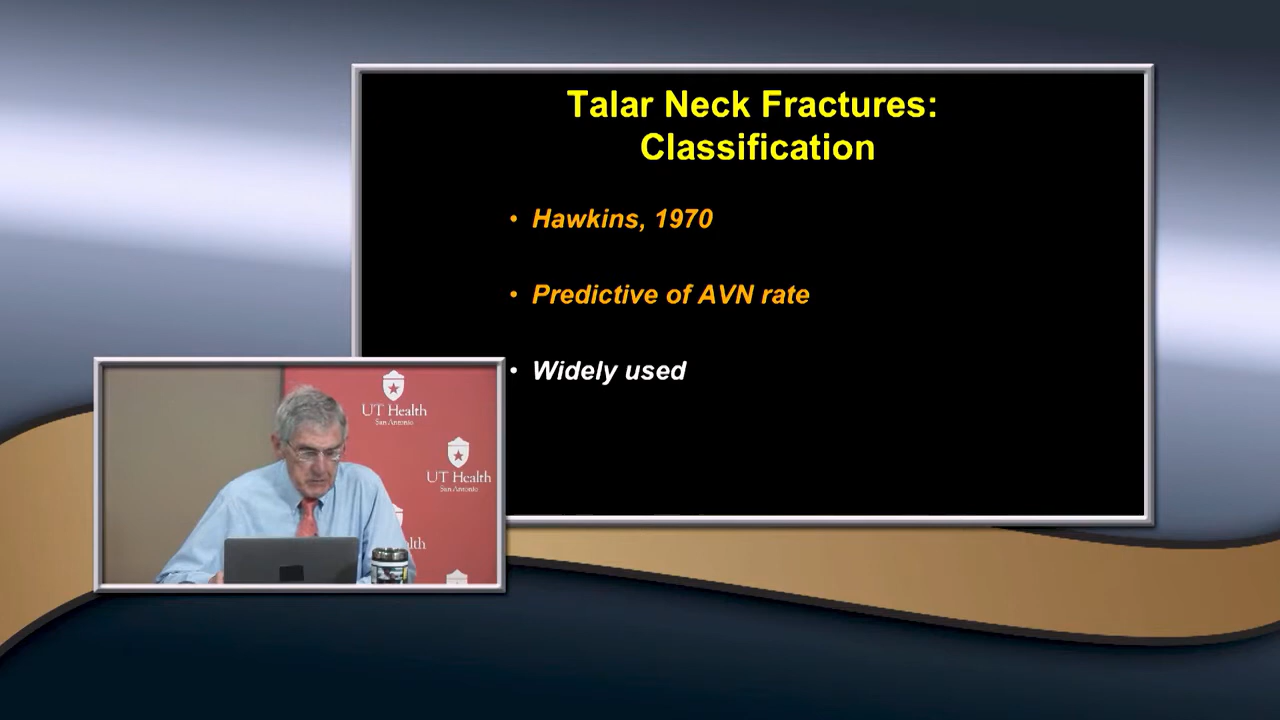 Talar Neck Fractures:
Classification
• Hawkins, 1970
• Predictive of AVN rate
• Widely used
UT Health
San Antonio
UT Health
San Antonio
lth